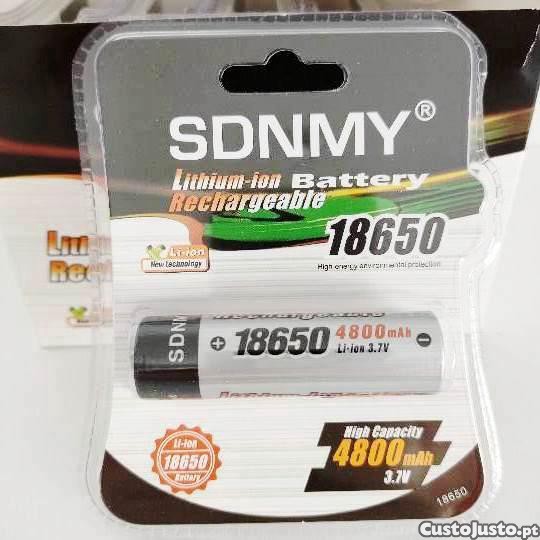 SDNMY®
Lithium-ion Battery
Rechargeable
18650
High energy environmental protection
Li-ion
New Technology
Rechargeable
SDNMY
+ 18650 4800mAh -
Li-ion 3.7V
Li-ion
18650
Battery
High Capacity
4800mAh
3.7V
18650
CustoJusto.pt